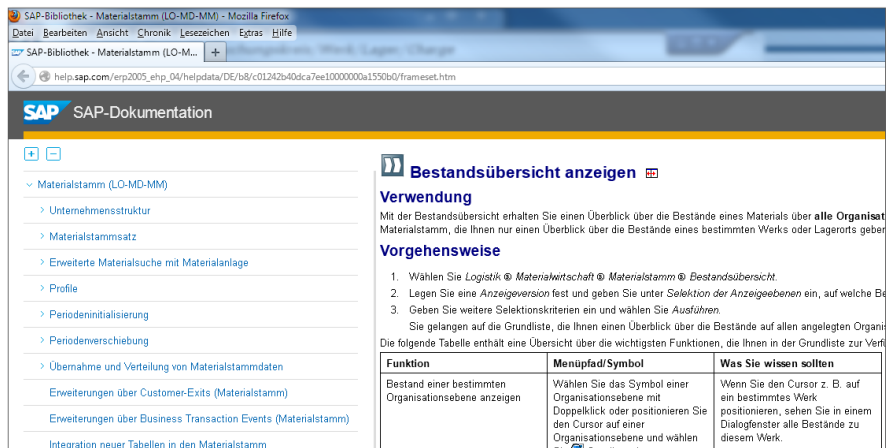 SAP-Bibliothek - Materialstamm (LO-MD-MM) - Mozilla Firefox
Datei Bearbeiten Ansicht Chronik Lesezeichen Extras Hilfe
SAP-Bibliothek - Materialstamm (LO-M... +
help.sap.com/erp2005_ehp_04/helpdata/DE/b8/c01242b40dca7ee10000000a1550b0/frameset.htm
SAP SAP-Dokumentation
Materialstamm (LO-MD-MM)
Unternehmensstruktur
Materialstammsatz
Erweiterte Materialsuche mit Materialanlage
Profile
Periodeninitialisierung
Periodenverschiebung
Übernahme und Verteilung von Materialstammdaten
Erweiterungen über Customer-Exits (Materialstamm)
Erweiterungen über Business Transaction Events (Materialstamm)
Integration neuer Tabellen in den Materialstamm
Bestandsübersicht anzeigen
Verwendung
Mit der Bestandsübersicht erhalten Sie einen Überblick über die Bestände eines Materials über alle Organisat
Materialstamm, die Ihnen nur einen Überblick über die Bestände eines bestimmten Werks oder Lagerorts geber
Vorgehensweise
1. Wählen Sie Logistik ® Materialwirtschaft ® Materialstamm ® Bestandsübersicht.
2. Legen Sie eine Anzeigeversion fest und geben Sie unter Selektion der Anzeigeebenen ein, auf welche Be
3. Geben Sie weitere Selektionskriterien ein und wählen Sie Ausführen.
Sie gelangen auf die Grundliste, die Ihnen einen Überblick über die Bestände auf allen angelegten Organi
Die folgende Tabelle enthält eine Übersicht über die wichtigsten Funktionen, die Ihnen in der Grundliste zur Verf
Funktion Menüpfad/Symbol Was Sie wissen sollten
Bestand einer bestimmten Wählen Sie das Symbol einer Wenn Sie den Cursor z. B. auf
Organisationsebene anzeigen Organisationsebene mit ein bestimmtes Werk
Doppelklick oder positionieren Sie positionieren, sehen Sie in einem
den Cursor auf einer Dialogfenster alle Bestände zu
Organisationsebene und wählen diesem Werk.